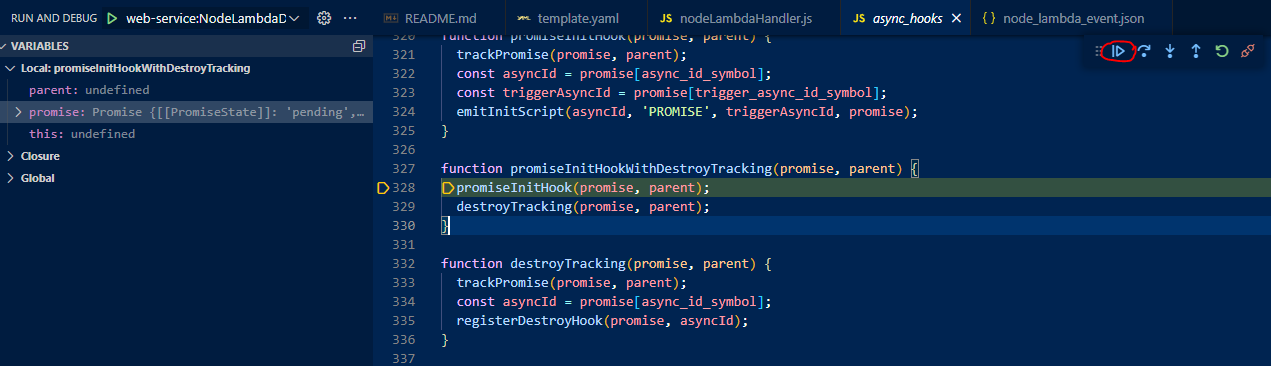 RUN AND DEBUG web-service:NodeLambdaD
README.md template.yaml JS nodeLambdaHandler.js JS async_hooks {} node_lambda_event.json
VARIABLES
Local: promiseInitHookWithDestroyTracking
parent: undefined
promise: Promise {[[PromiseState]]: 'pending',…
this: undefined
Closure
Global
320 function promiseInitHook(promise, parent) {
321 trackPromise(promise, parent);
322 const asyncId = promise[async_id_symbol];
323 const triggerAsyncId = promise[trigger_async_id_symbol];
324 emitInitScript(asyncId, 'PROMISE', triggerAsyncId, promise);
325 }
326
327 function promiseInitHookWithDestroyTracking(promise, parent) {
328 promiseInitHook(promise, parent);
329 destroyTracking(promise, parent);
330 }
331
332 function destroyTracking(promise, parent) {
333 trackPromise(promise, parent);
334 const asyncId = promise[async_id_symbol];
335 registerDestroyHook(promise, asyncId);
336 }
337